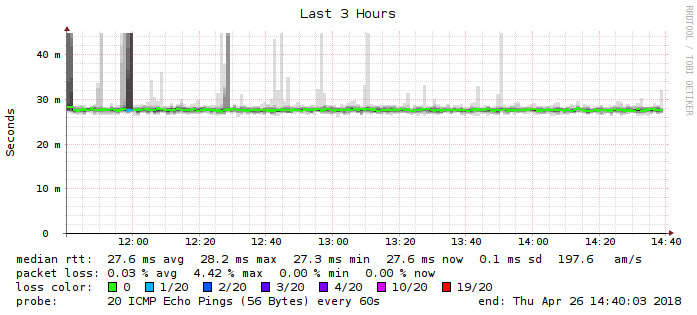 Last 3 Hours
RRDTOOL / TOBI OETIKER
Seconds
40 m
30 m
20 m
10 m
0
12:00 12:20 12:40 13:00 13:20 13:40 14:00 14:20 14:40
median rtt: 27.6 ms avg 28.2 ms max 27.3 ms min 27.6 ms now 0.1 ms sd 197.6 am/s
packet loss: 0.03 % avg 4.42 % max 0.00 % min 0.00 % now
loss color: 0 1/20 2/20 3/20 4/20 10/20 19/20
probe: 20 ICMP Echo Pings (56 Bytes) every 60s end: Thu Apr 26 14:40:03 2018